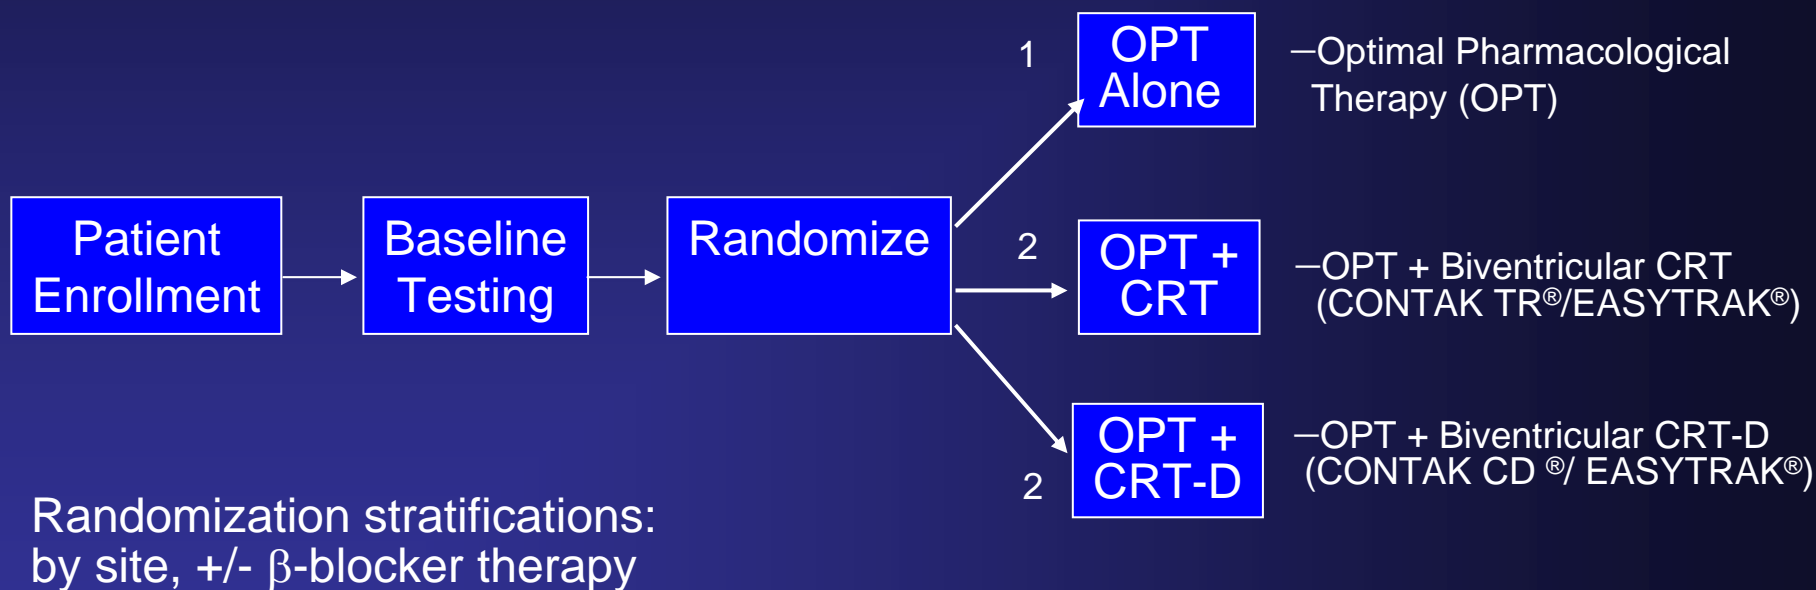 Patient
Enrollment
Baseline
Testing
Randomize
1
OPT
Alone
—Optimal Pharmacological
Therapy (OPT)
2
OPT +
CRT
—OPT + Biventricular CRT
(CONTAK TR®/EASYTRAK®)
2
OPT +
CRT-D
—OPT + Biventricular CRT-D
(CONTAK CD ®/ EASYTRAK®)
Randomization stratifications:
by site, +/- β-blocker therapy